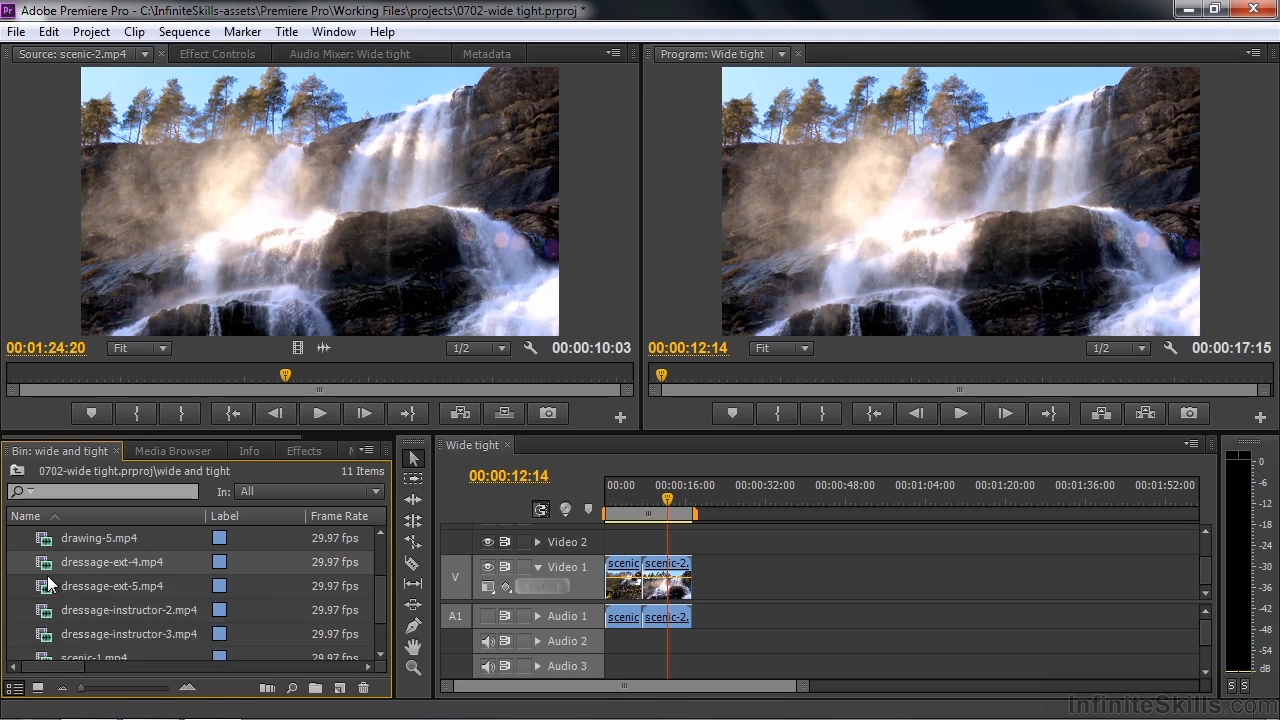 Pr Adobe Premiere Pro - C:\InfiniteSkills-assets\Premiere Pro\Working Files\projects\0702-wide tight.prproj *
File Edit Project Clip Sequence Marker Title Window Help
Source: scenic-2.mp4 Effect Controls Audio Mixer: Wide tight Metadata
Program: Wide tight
00:01:24:20 Fit 1/2 00:00:10:03
00:00:12:14 Fit 1/2 00:00:17:15
Bin: wide and tight Media Browser Info Effects
0702-wide tight.prproj\wide and tight 11 Items
In: All
Name Label Frame Rate
drawing-5.mp4 29.97 fps
dressage-ext-4.mp4 29.97 fps
dressage-ext-5.mp4 29.97 fps
dressage-instructor-2.mp4 29.97 fps
dressage-instructor-3.mp4 29.97 fps
scenic-1.mp4 29.97 fps
Wide tight
00:00:12:14
00:00 00:00:16:00 00:00:32:00 00:00:48:00 00:01:04:00 00:01:20:00 00:01:36:00 00:01:52:00
Video 2
V Video 1
scenic scenic-2.
A1 Audio 1
scenic scenic-2.
Audio 2
Audio 3
0
-6
-12
-18
-24
-30
-36
-42
-48
-54
dB
S S
InfiniteSkills.com